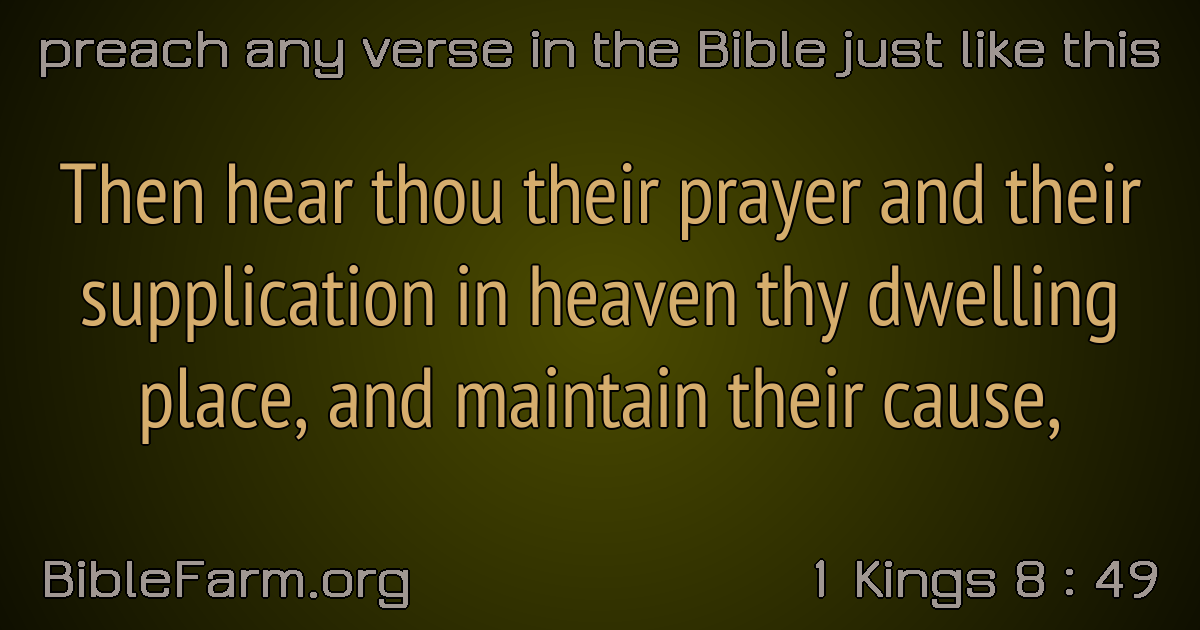 preach any verse in the Bible just like this
Then hear thou their prayer and their
supplication in heaven thy dwelling
place, and maintain their cause,
BibleFarm.org
1 Kings 8 : 49